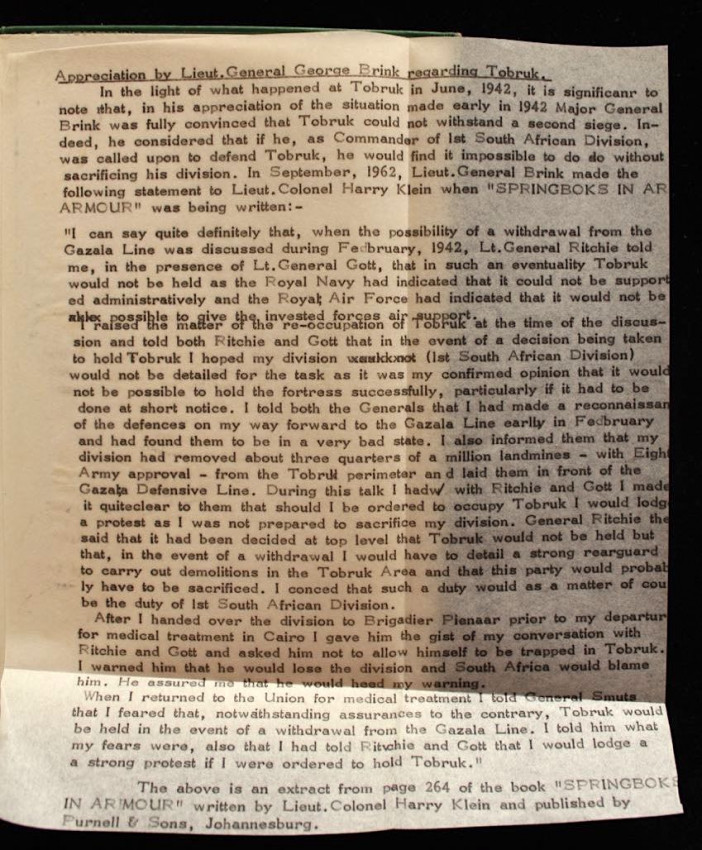 Appreciation by Lieut.General George Brink regarding Tobruk.
In the light of what happened at Tobruk in June, 1942, it is significanr to
note that, in his appreciation of the situation made early in 1942 Major General
Brink was fully convinced that Tobruk could not withstand a second siege. In-
deed, he considered that if he, as Commander of 1st South African Division,
was called upon to defend Tobruk, he would find it impossible to do do without
sacrificing his division. In September, 1962, Lieut.General Brink made the
following statement to Lieut.Colonel Harry Klein when "SPRINGBOKS IN AR
ARMOUR" was being written:-
"I can say quite definitely that, when the possibility of a withdrawal from the
Gazala Line was discussed during Fedbruary, 1942, Lt.General Ritchie told
me, in the presence of Lt.General Gott, that in such an eventuality Tobruk
would not be held as the Royal Navy had indicated that it could not be support
ed administratively and the Royal Air Force had indicated that it would not be
possible to give the invested forces air support.
I raised the matter of the re-occupation of Tobruk at the time of the discus-
sion and told both Ritchie and Gott that in the event of a decision being taken
to hold Tobruk I hoped my division (1st South African Division)
would not be detailed for the task as it was my confirmed opinion that it would
not be possible to hold the fortress successfully, particularly if it had to be
done at short notice. I told both the Generals that I had made a reconnaissan
of the defences on my way forward to the Gazala Line earlly in Fedbruary
and had found them to be in a very bad state. I also informed them that my
division had removed about three quarters of a million landmines - with Eigh
Army approval - from the Tobruk perimeter an d laid them in front of the
Gazala Defensive Line. During this talk I had with Ritchie and Gott I made
it quiteclear to them that should I be ordered to occupy Tobruk I would lodg
a protest as I was not prepared to sacrifice my division. General Ritchie the
said that it had been decided at top level that Tobruk would not be held but
that, in the event of a withdrawal I would have to detail a strong rearguard
to carry out demolitions in the Tobruk Area and that this party would probab
ly have to be sacrificed. I conced that such a duty would as a matter of cou
be the duty of 1st South African Division.
After I handed over the division to Brigadier Pienaar prior to my departur
for medical treatment in Cairo I gave him the gist of my conversation with
Ritchie and Gott and asked him not to allow himself to be trapped in Tobruk.
I warned him that he would lose the division and South Africa would blame
him. He assured me that he would heed my warning.
When I returned to the Union for medical treatment I told General Smuts
that I feared that, notwithstanding assurances to the contrary, Tobruk would
be held in the event of a withdrawal from the Gazala Line. I told him what
my fears were, also that I had told Ritchie and Gott that I would lodge a
a strong protest if I were ordered to hold Tobruk."
The above is an extract from page 264 of the book "SPRINGBOKS
IN AR'MOUR" written by Lieut.Colonel Harry Klein and published by
Purnell & Sons, Johannesburg.